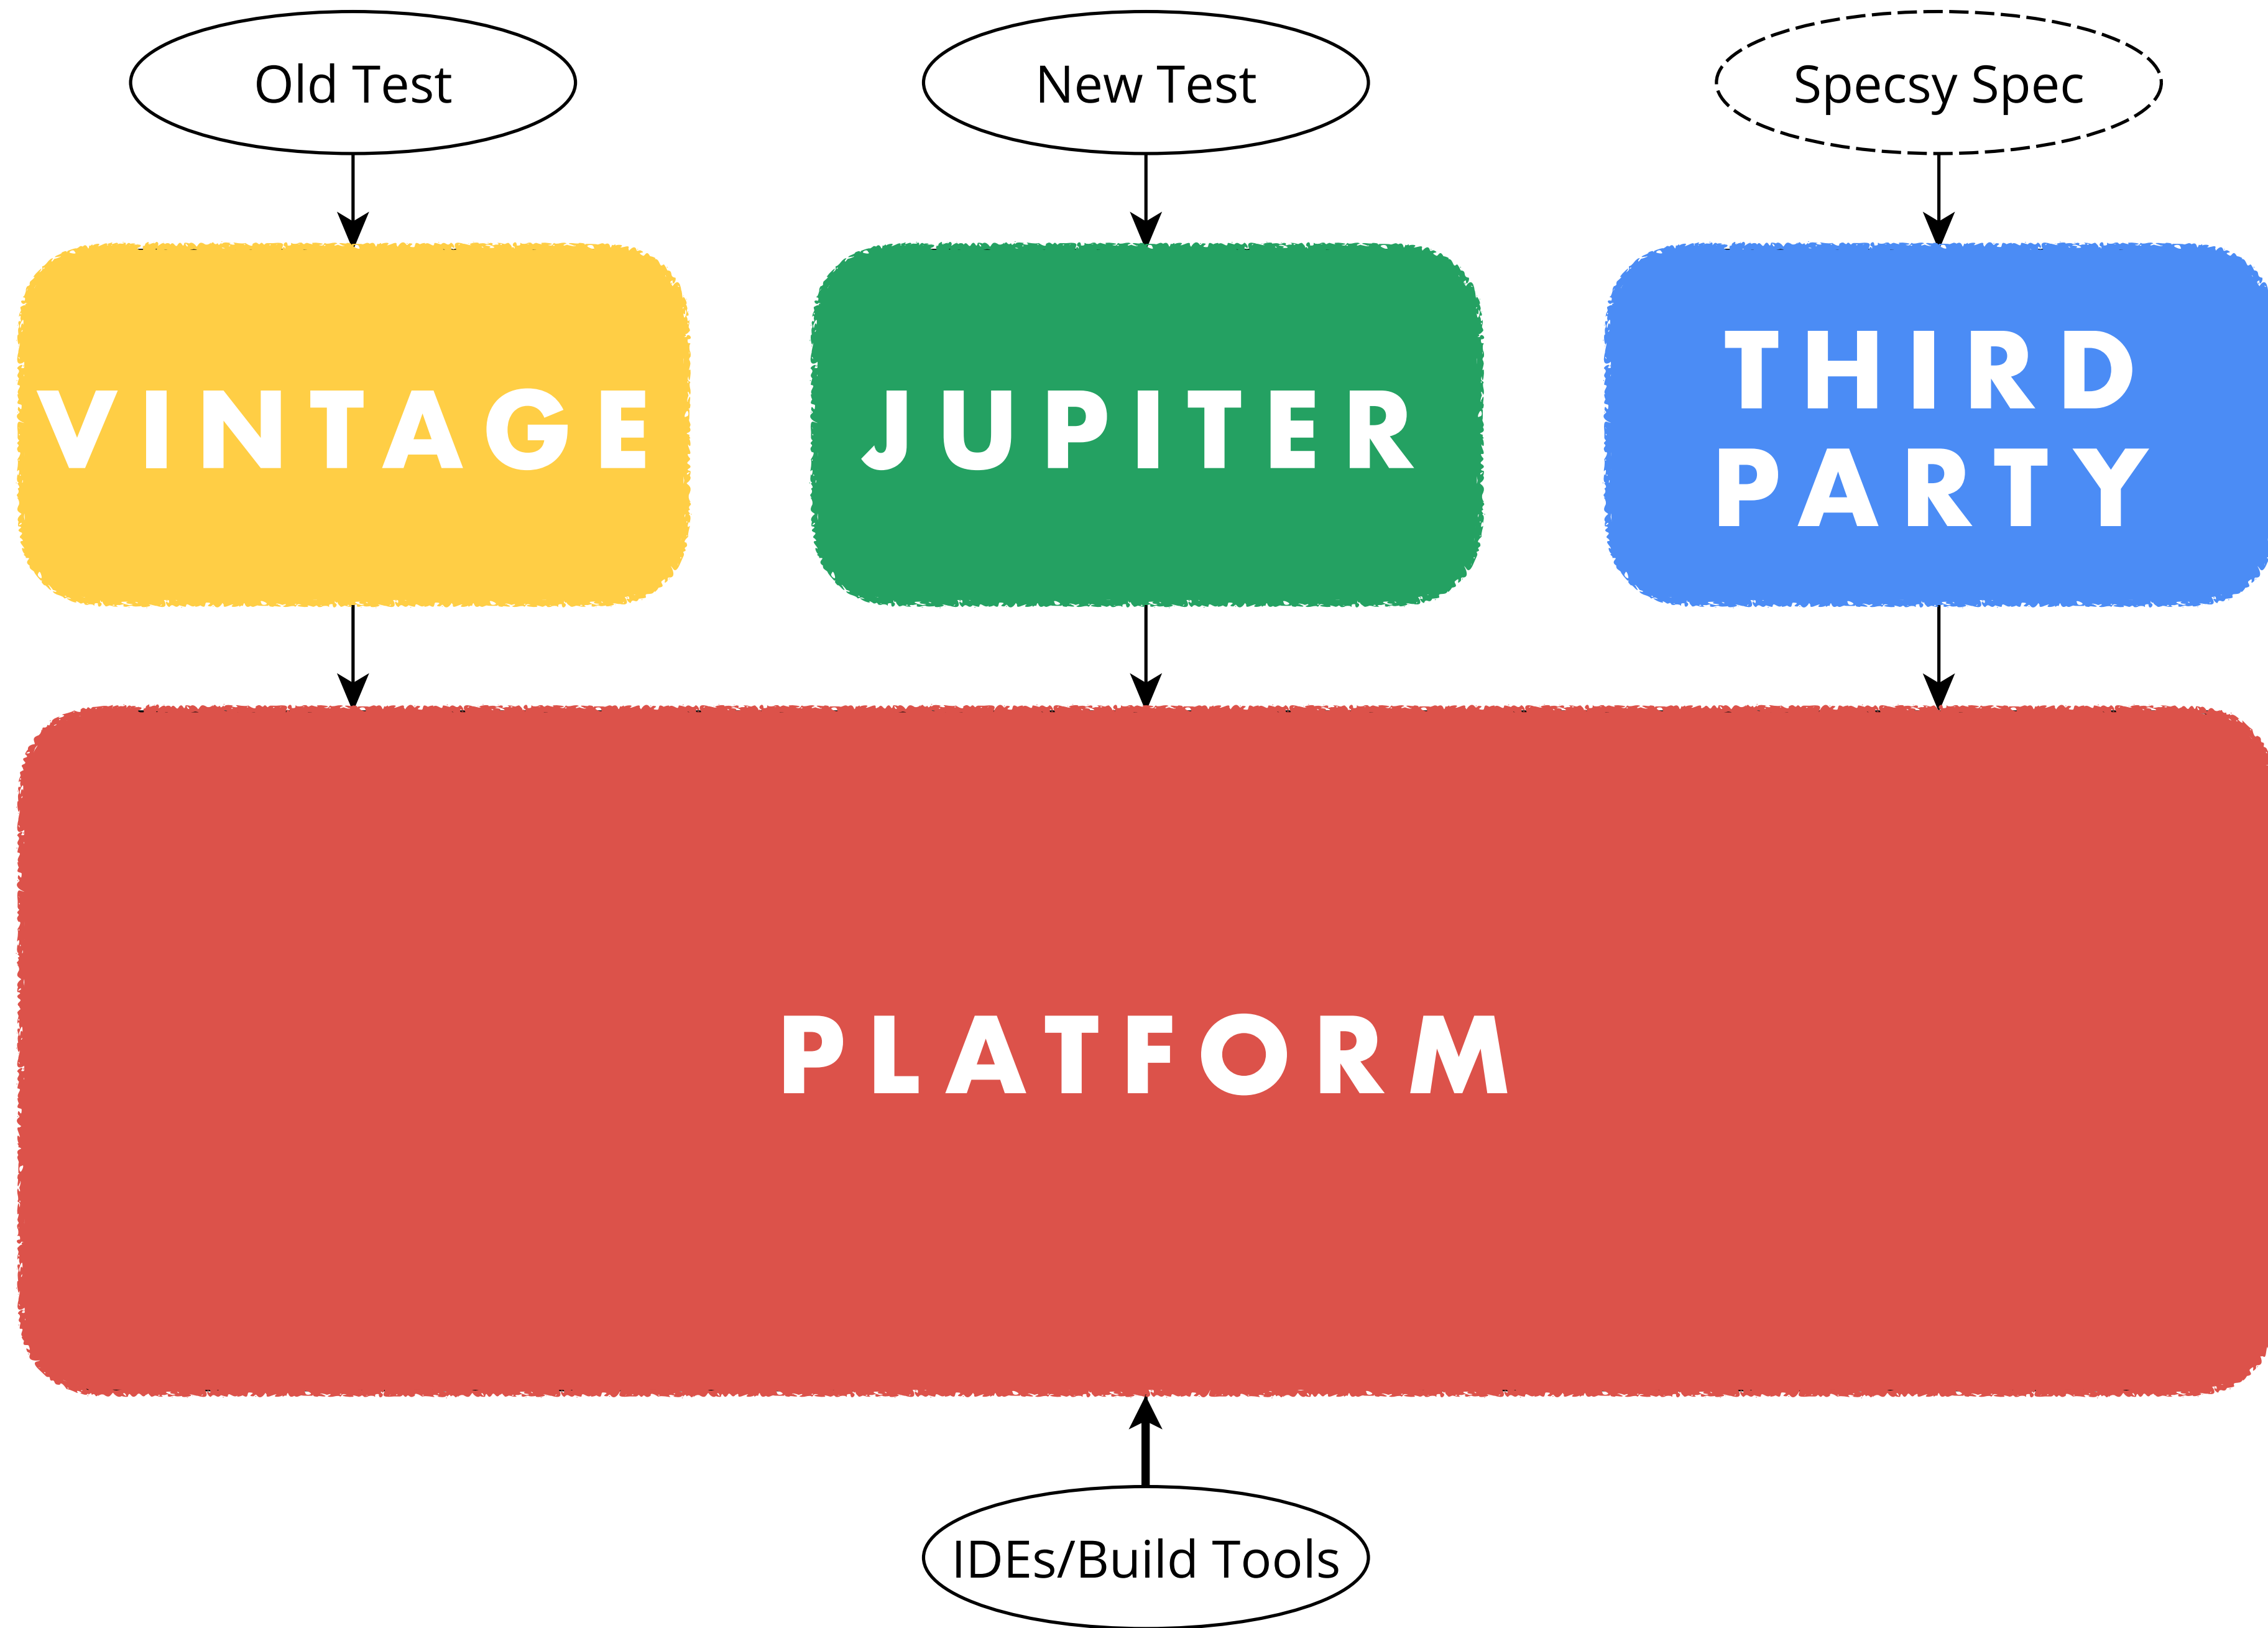 Old Test
New Test
Specsy Spec
VINTAGE
JUPITER
THIRD
PARTY
PLATFORM
IDEs/Build Tools